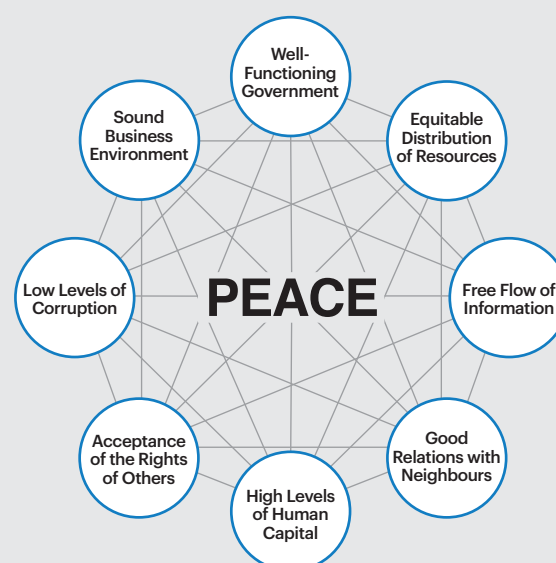 Well-
Functioning
Government
Sound
Business
Environment
Equitable
Distribution
of Resources
Low Levels of
Corruption
PEACE
Free Flow of
Information
Acceptance
of the Rights
of Others
Good
Relations with
Neighbours
High Levels
of Human
Capital